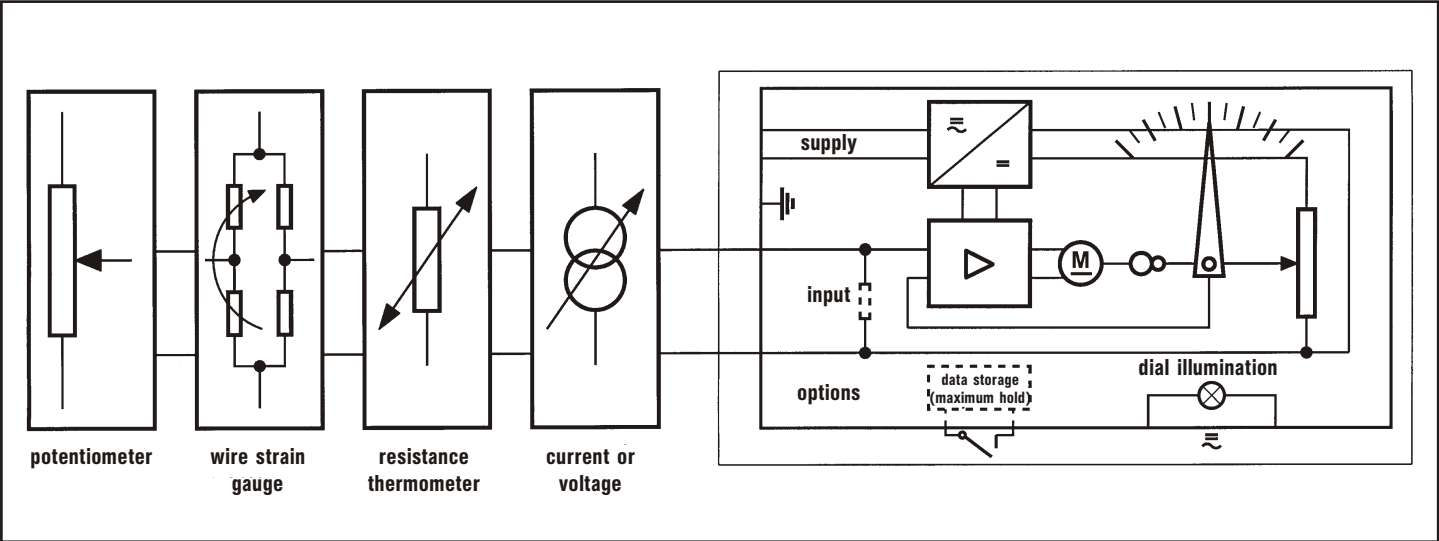 supply
M
input
options
data storage
(maximum hold)
dial illumination
potentiometer
wire strain
gauge
resistance
thermometer
current or
voltage